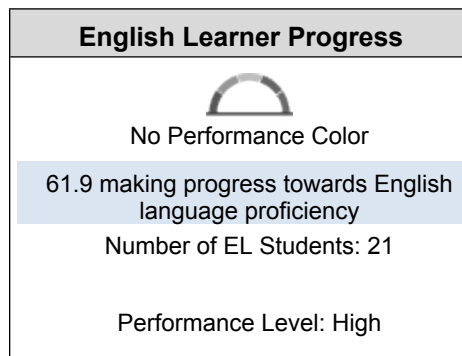 English Learner Progress
No Performance Color
61.9 making progress towards English
language proficiency
Number of EL Students: 21
Performance Level: High